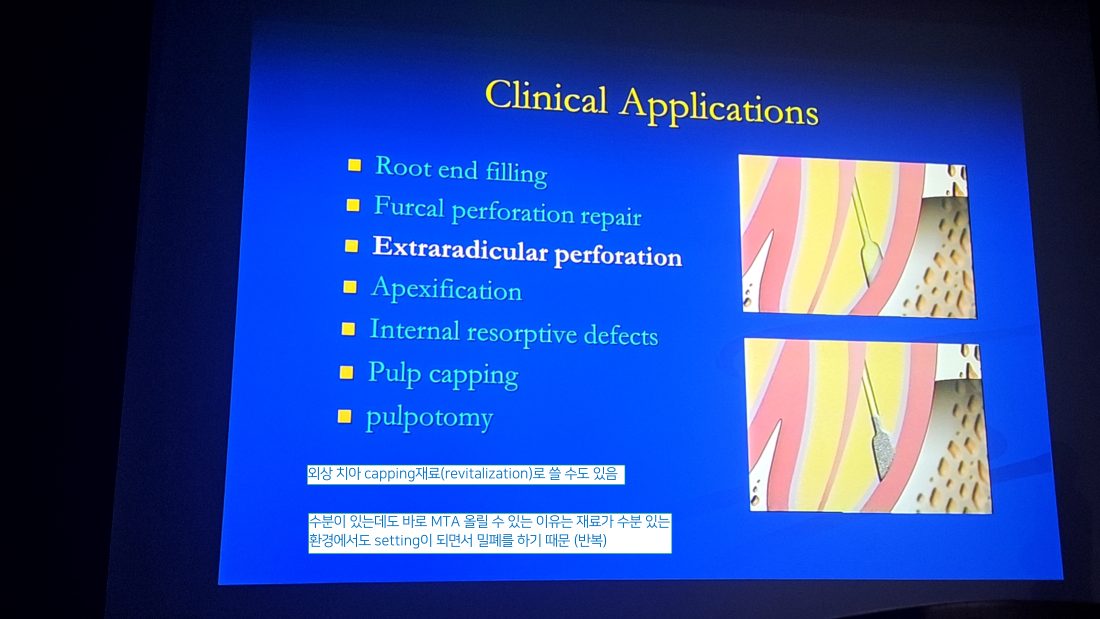 Clinical Applications
Root end filling
Furcal perforation repair
Extraradicular perforation
Apexification
Internal resorptive defects
Pulp capping
pulpotomy
외상 치아 capping재료(revitalization)로 쓸 수도 있음
수분이 있는데도 바로 MTA 올릴 수 있는 이유는 재료가 수분 있는
환경에서도 setting이 되면서 밀폐를 하기 때문 (반복)